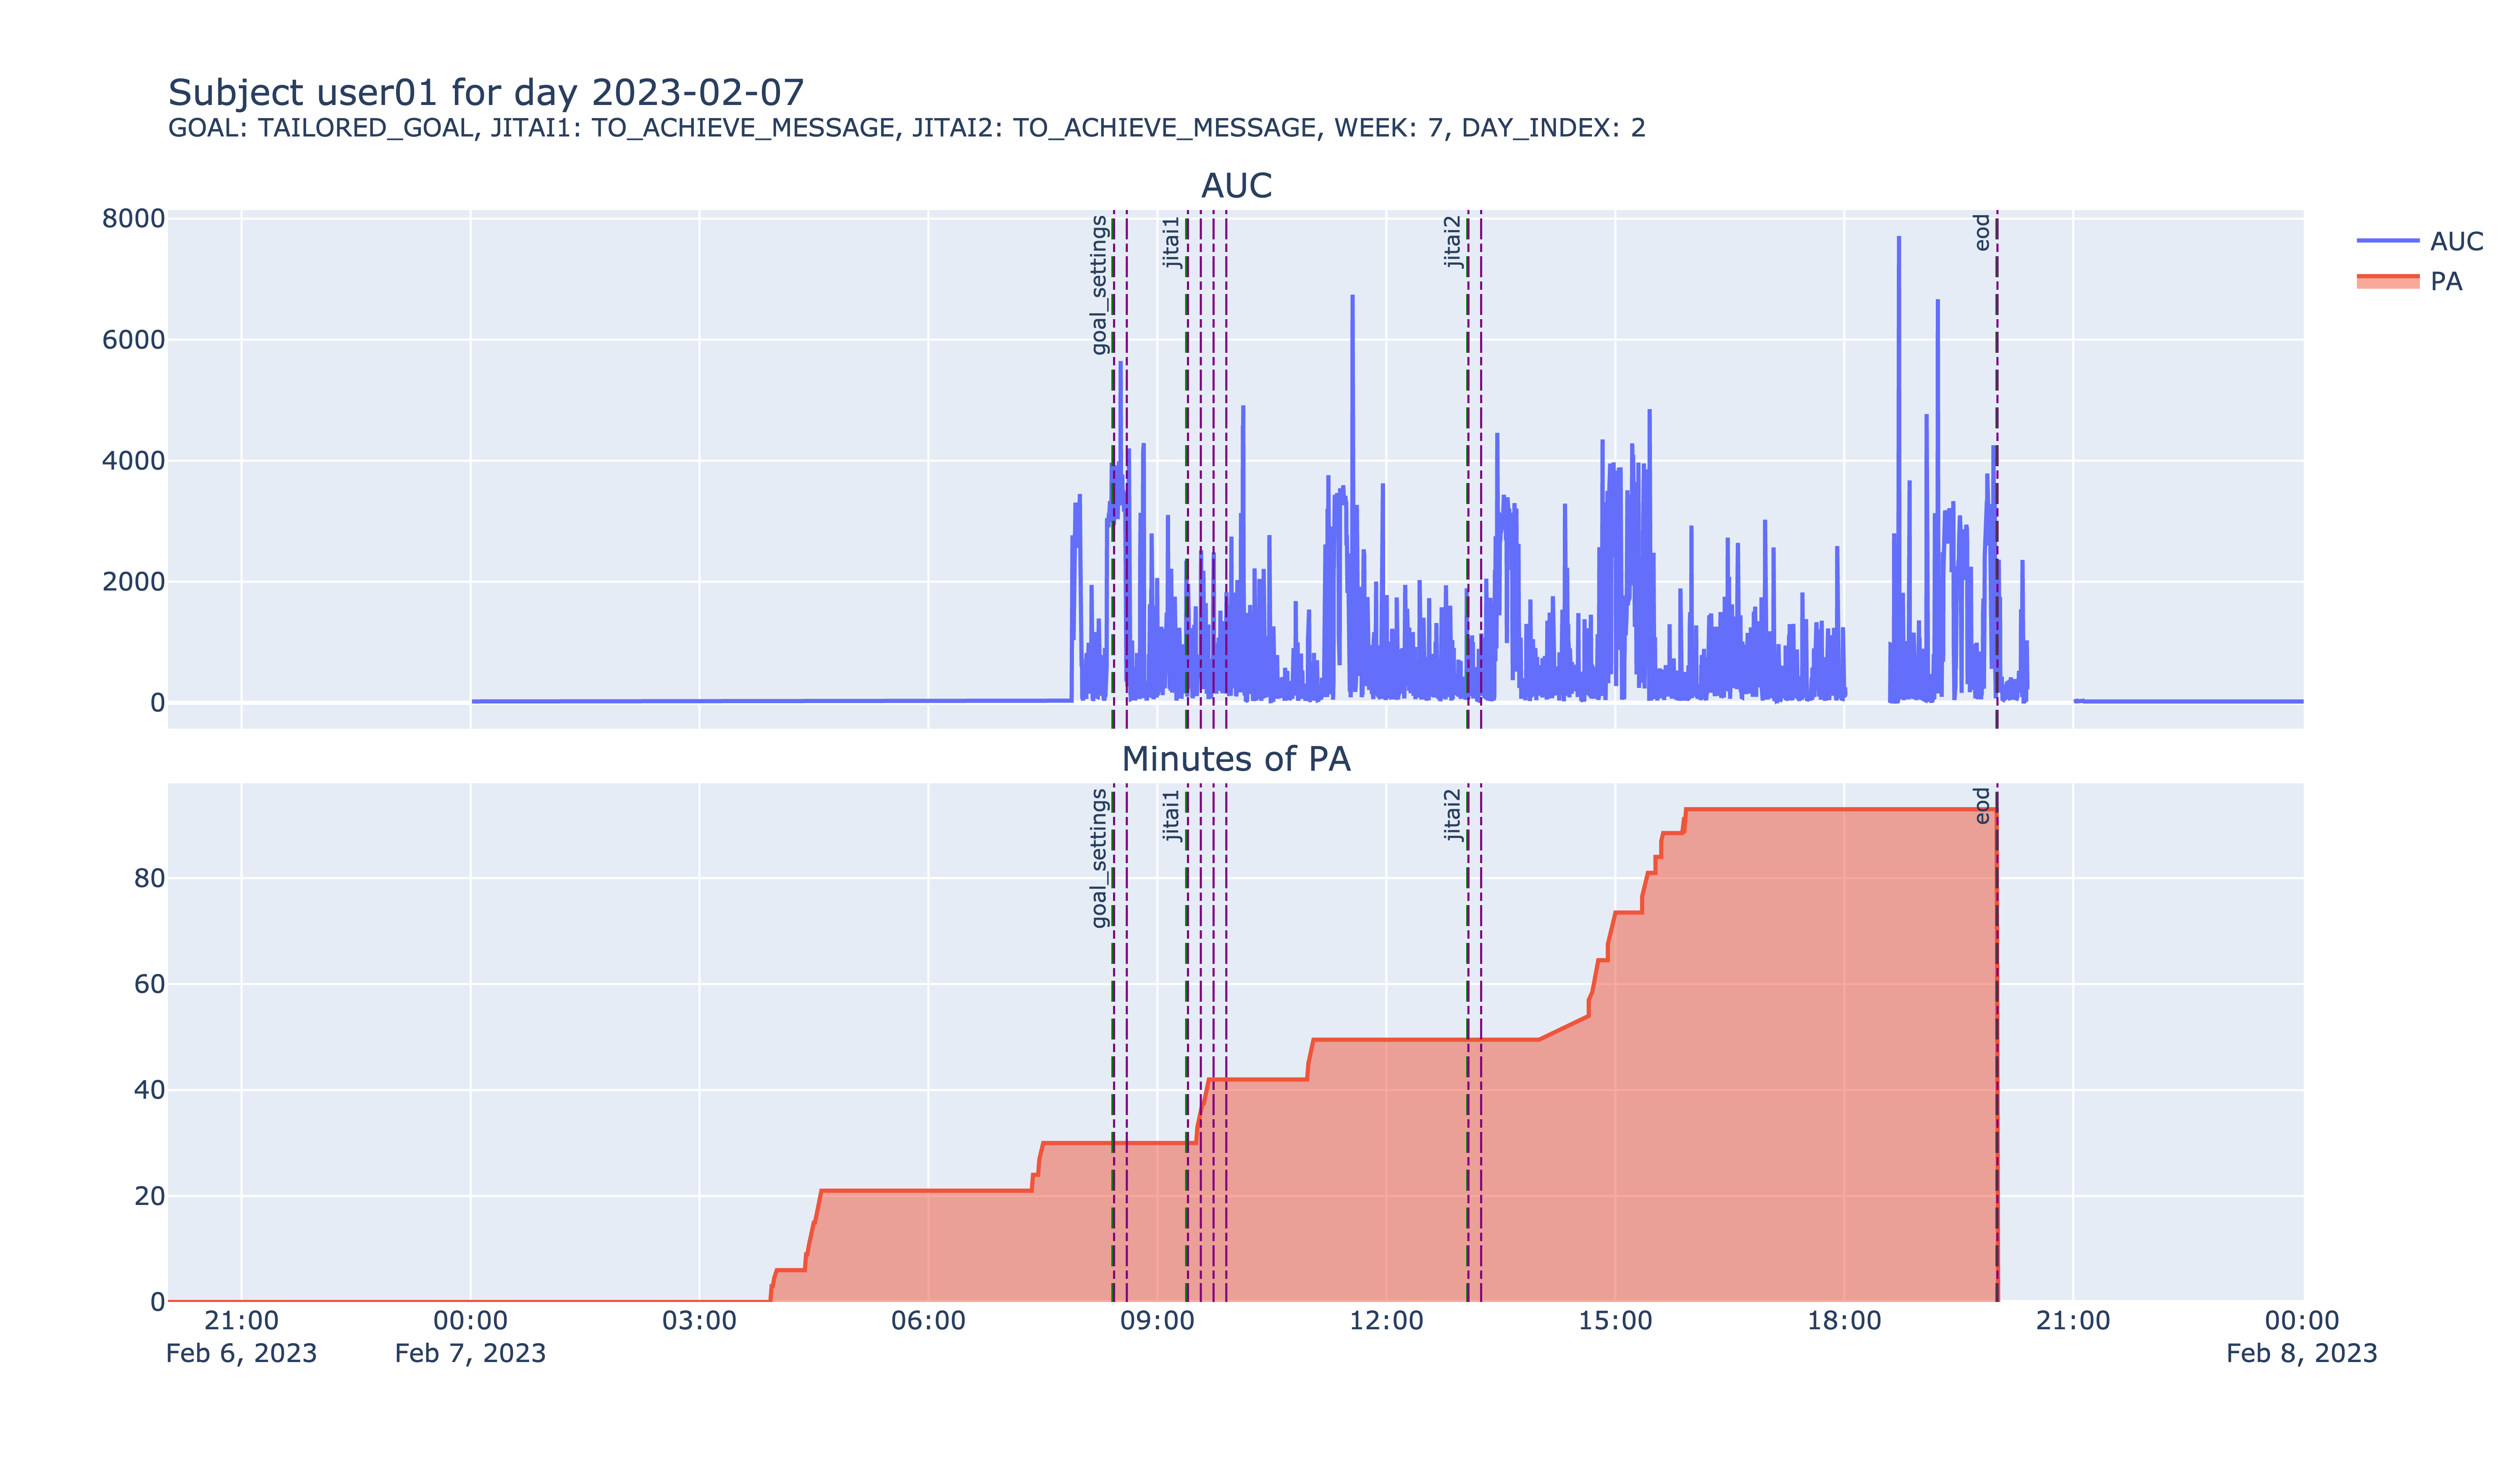 Subject user01 for day 2023-02-07
GOAL: TAILORED_GOAL, JITAI1: TO_ACHIEVE_MESSAGE, JITAI2: TO_ACHIEVE_MESSAGE, WEEK: 7, DAY_INDEX: 2
AUC
8000
6000
4000
2000
0
goal_settings
jitai1
jitai2
eod
AUC
PA
Minutes of PA
80
60
40
20
0
goal_settings
jitai1
jitai2
eod
21:00 00:00 03:00 06:00 09:00 12:00 15:00 18:00 21:00 00:00
Feb 6, 2023 Feb 7, 2023 Feb 8, 2023